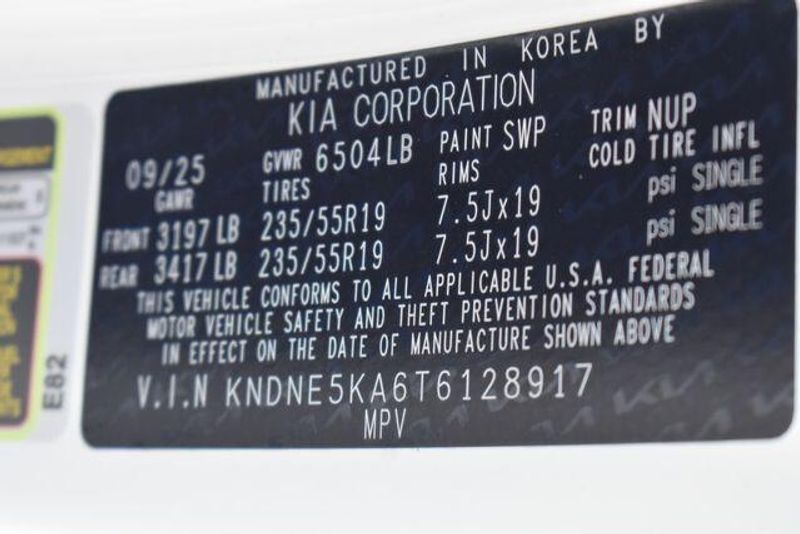 MANUFACTURED IN KOREA BY
KIA CORPORATION
09/25 GVWR 6504LB PAINT SWP TRIM NUP
GAWR TIRES RIMS COLD TIRE INFL
FRONT 3197 LB 235/55R19 7.5Jx19 psi SINGLE
REAR 3417 LB 235/55R19 7.5Jx19 psi SINGLE
THIS VEHICLE CONFORMS TO ALL APPLICABLE U.S.A. FEDERAL
MOTOR VEHICLE SAFETY AND THEFT PREVENTION STANDARDS
IN EFFECT ON THE DATE OF MANUFACTURE SHOWN ABOVE
V.I.N KNDNE5KA6T6128917
MPV
E82